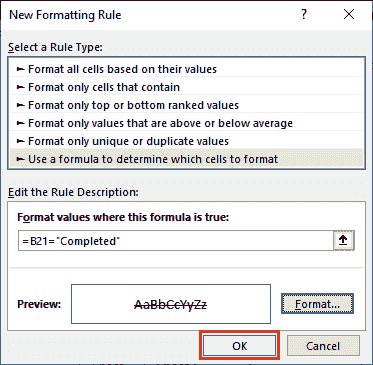 New Formatting Rule
?
Select a Rule Type:
► Format all cells based on their values
► Format only cells that contain
► Format only top or bottom ranked values
► Format only values that are above or below average
► Format only unique or duplicate values
► Use a formula to determine which cells to format
Edit the Rule Description:
Format values where this formula is true:
=B21="Completed"
Preview: AaBbCcYyZz Format...
OK Cancel